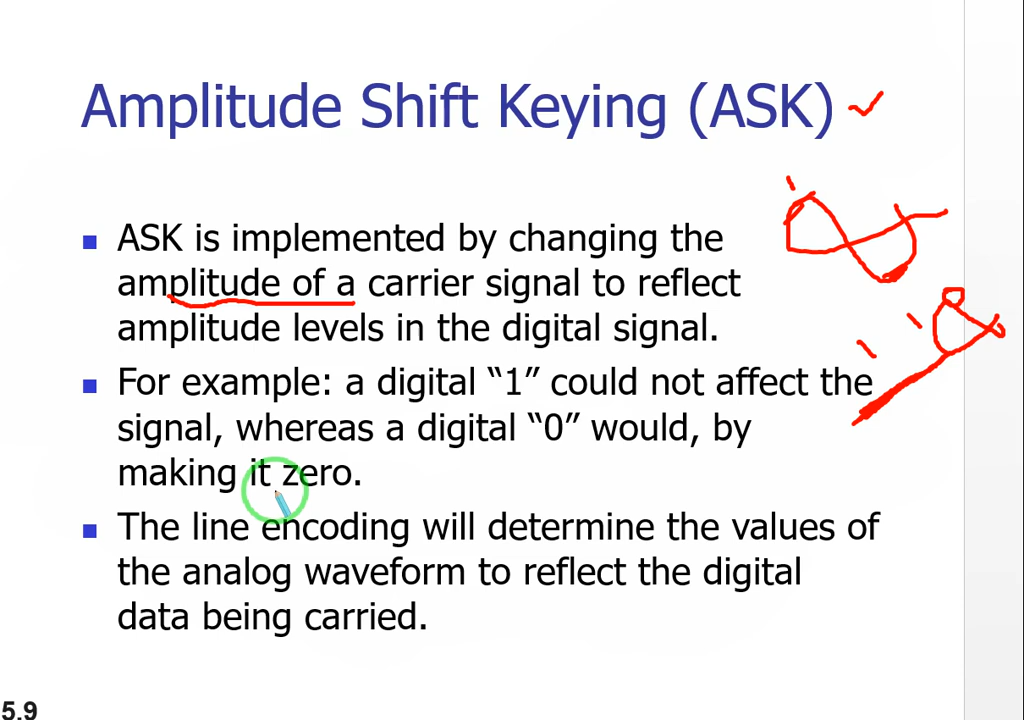 Amplitude Shift Keying (ASK)
ASK is implemented by changing the
amplitude of a carrier signal to reflect
amplitude levels in the digital signal.
For example: a digital “1” could not affect the
signal, whereas a digital “0” would, by
making it zero.
The line encoding will determine the values of
the analog waveform to reflect the digital
data being carried.
5.9